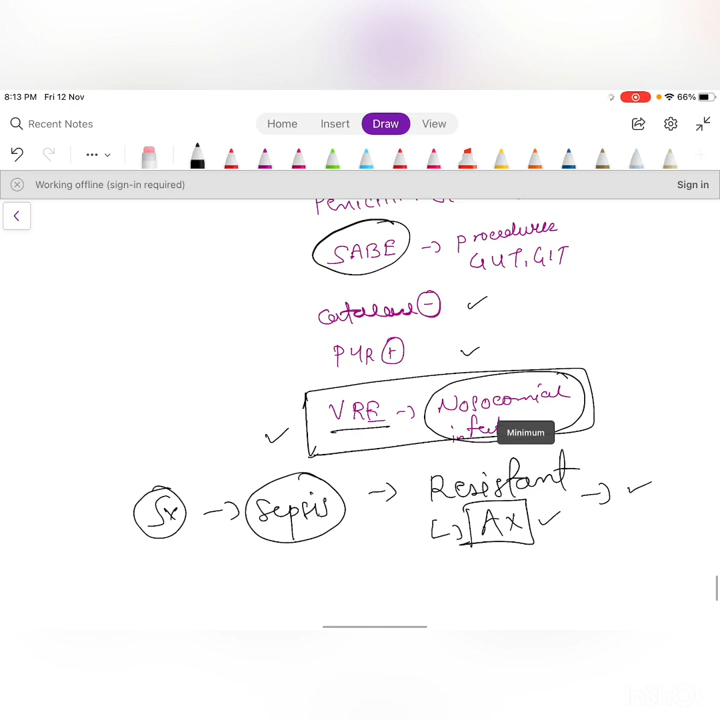 8:13 PM Fri 12 Nov
66%
Recent Notes
Home Insert Draw View
Working offline (sign-in required)
Sign in
SABE → procedures
GUT, GIT
Catalase -
PYR +
VRE → Nosocomial
Minimum
Sx → Sepsis → Resistant →
Ax